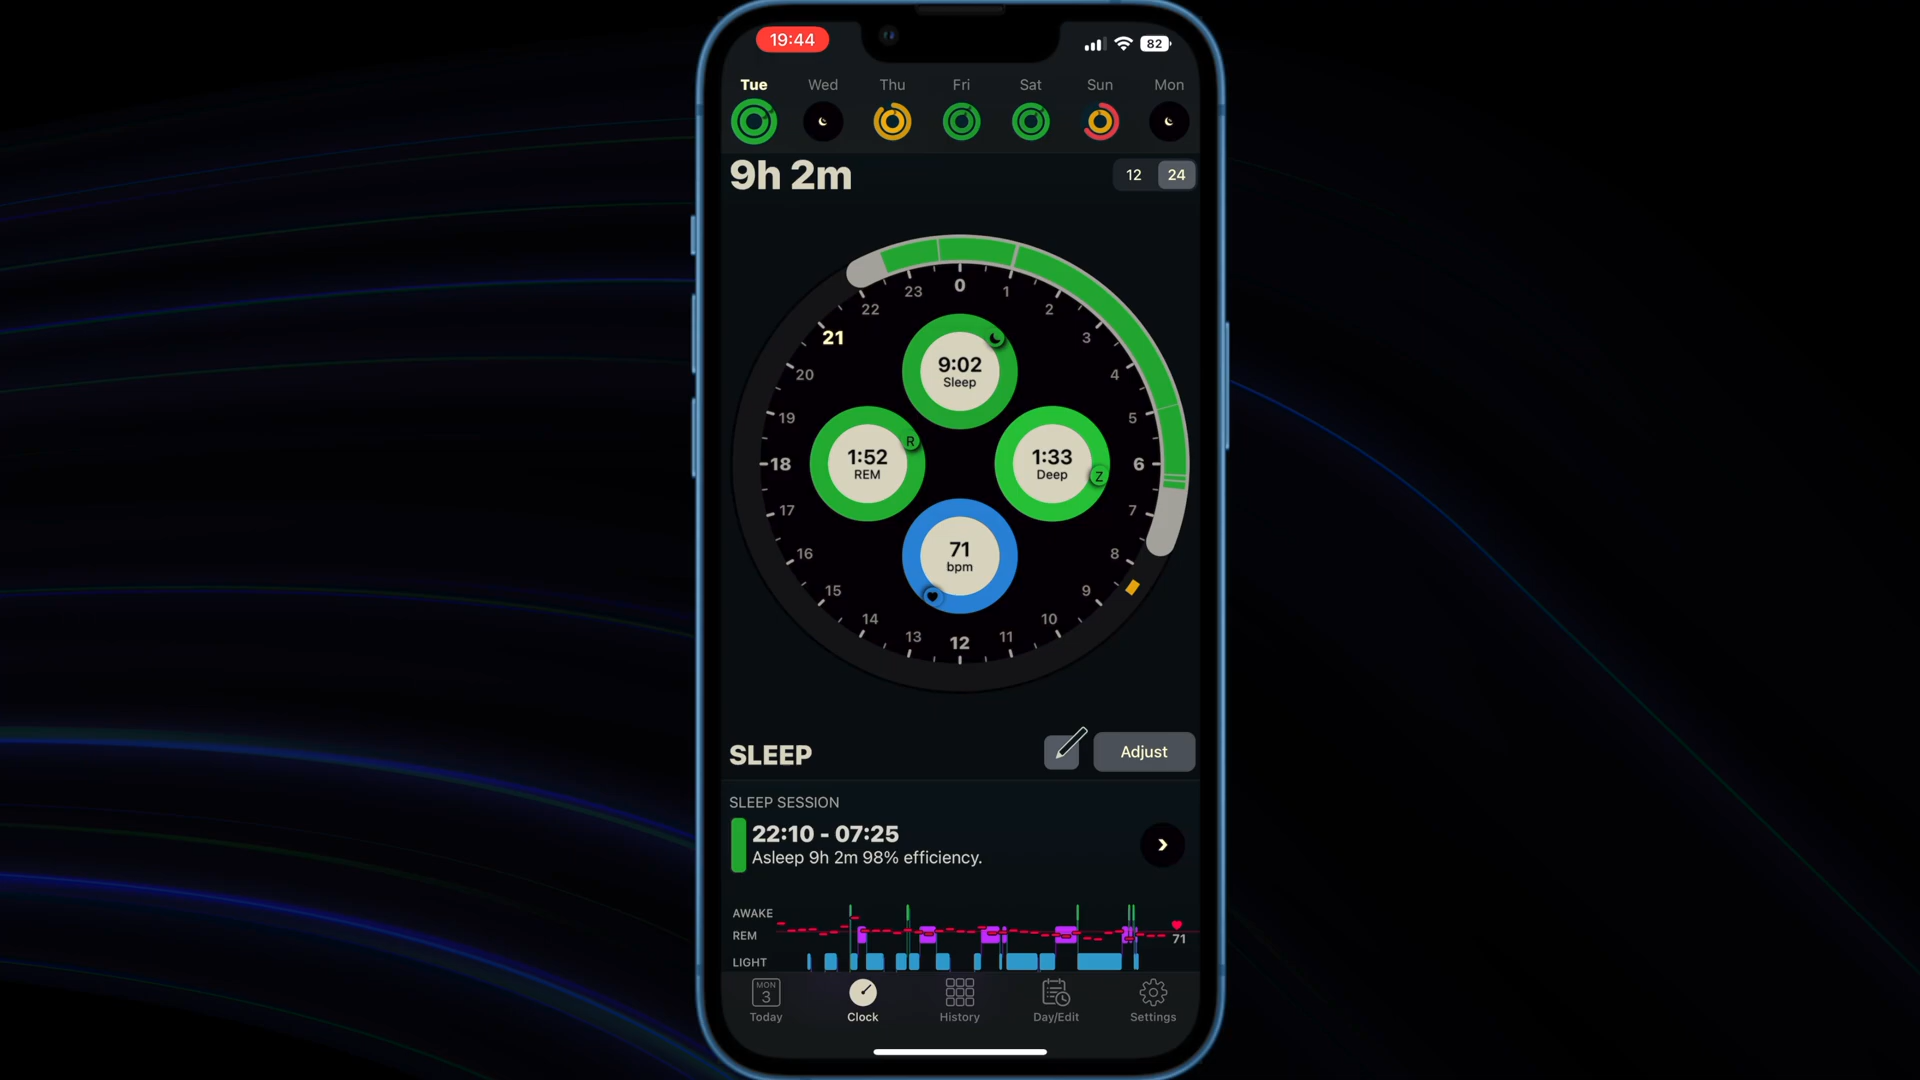 19:44
82
Tue Wed Thu Fri Sat Sun Mon
9h 2m
12 24
0
1
2
3
4
5
6
7
8
9
10
11
12
13
14
15
16
17
18
19
20
21
22
23
9:02
Sleep
1:52
REM
R
1:33
Deep
Z
71
bpm
SLEEP
Adjust
SLEEP SESSION
22:10 - 07:25
Asleep 9h 2m 98% efficiency.
AWAKE
REM
71
LIGHT
MON
3
Today Clock History Day/Edit Settings